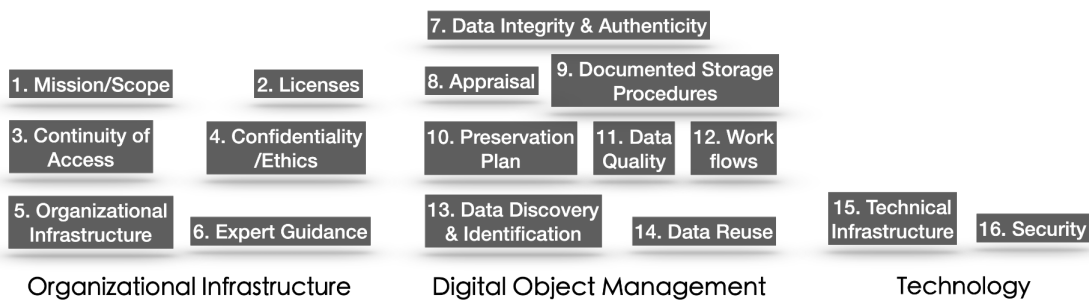 7. Data Integrity & Authenticity
1. Mission/Scope
2. Licenses
8. Appraisal
9. Documented Storage
Procedures
3. Continuity of
Access
4. Confidentiality
/Ethics
10. Preservation
Plan
11. Data
Quality
12. Work
flows
5. Organizational
Infrastructure
6. Expert Guidance
13. Data Discovery
& Identification
14. Data Reuse
15. Technical
Infrastructure
16. Security
Organizational Infrastructure
Digital Object Management
Technology